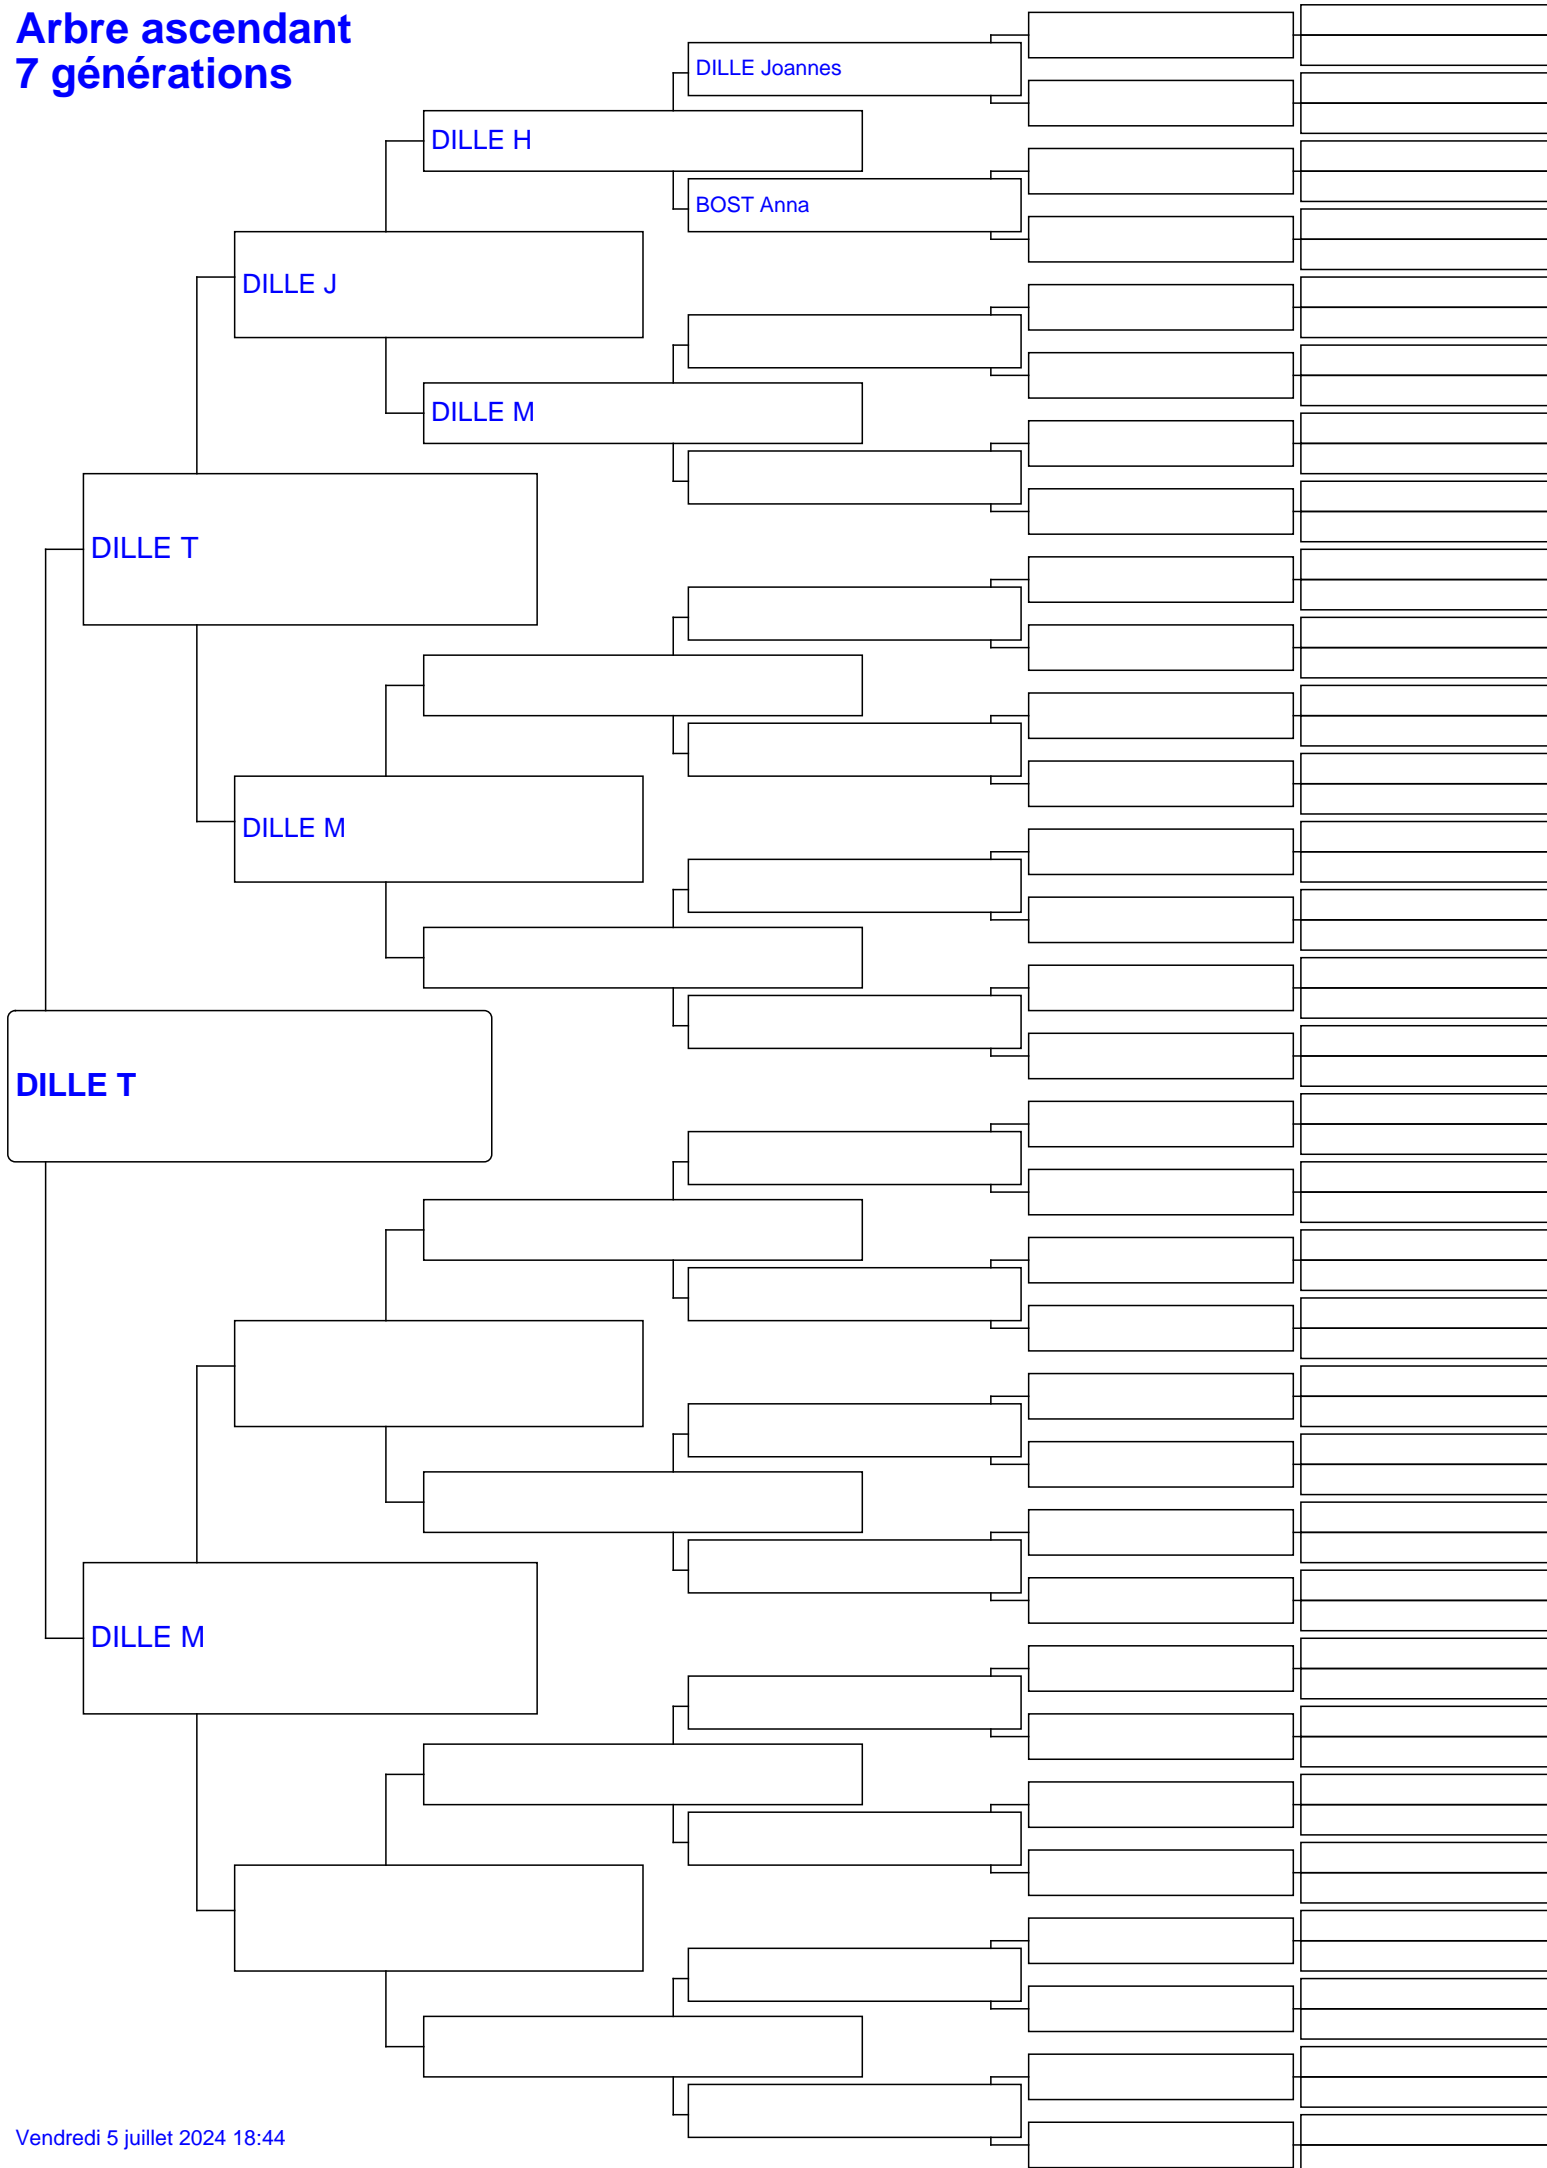 Arbre ascendant
7 générations
DILLE Joannes
DILLE H
BOST Anna
DILLE J
DILLE M
DILLE T
DILLE M
DILLE T
DILLE M
Vendredi 5 juillet 2024 18:44